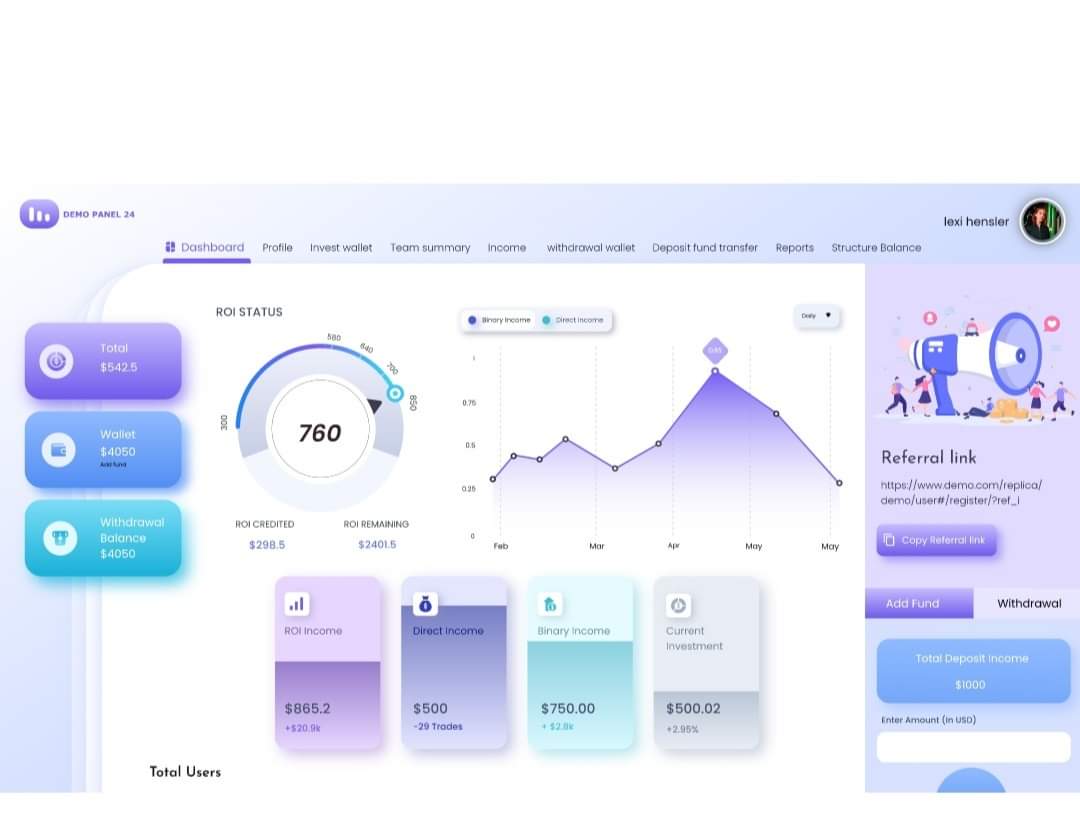 DEMO PANEL 24
lexi hensler
Dashboard
Profile
Invest wallet
Team summary
Income
withdrawal wallet
Deposit fund transfer
Reports
Structure Balance
Total
$542.5
Wallet
$4050
Add fund
Withdrawal
Balance
$4050
ROI STATUS
300
580
640
700
850
760
ROI CREDITED
$298.5
ROI REMAINING
$2401.5
Binary Income
Direct Income
Daily
1
0.75
0.5
0.25
0
Feb
Mar
Apr
May
May
ROI Income
$865.2
+$20.9k
Direct Income
$500
-29 Trades
Binary Income
$750.00
+ $2.8k
Current
Investment
$500.02
+2.95%
Total Users
Referral link
https://www.demo.com/replica/
demo/user#/register/?ref_i
Copy Referral link
Add Fund
Withdrawal
Total Deposit Income
$1000
Enter Amount (In USD)